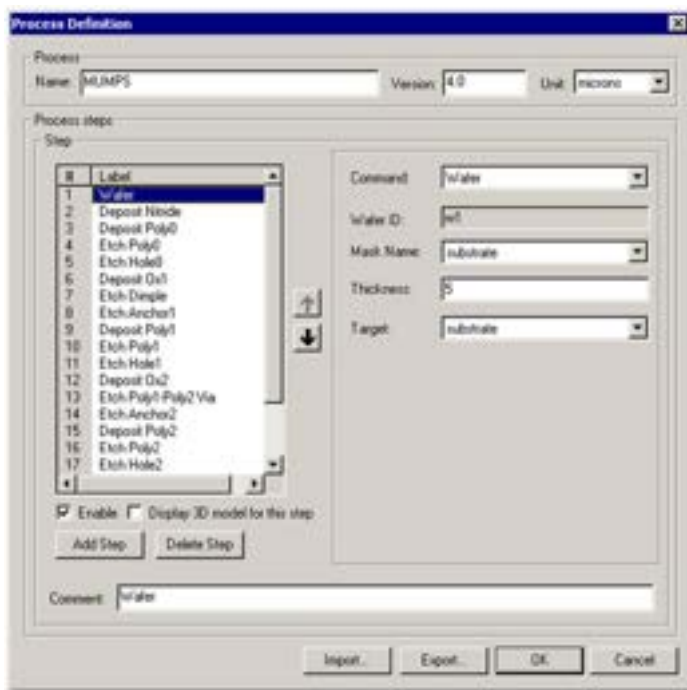 Process Definition
Process
Name: MUMPS Version: 4.0 Unit: microns
Process steps
Step
# Label
1 Wafer
2 Deposit Nitride
3 Deposit Poly0
4 Etch Poly0
5 Etch Hole0
6 Deposit Ox1
7 Etch Dimple
8 Etch Anchor1
9 Deposit Poly1
10 Etch Poly1
11 Etch Hole1
12 Deposit Ox2
13 Etch Poly1-Poly2 Via
14 Etch Anchor2
15 Deposit Poly2
16 Etch Poly2
17 Etch Hole2
Command: Wafer
Wafer ID: w1
Mask Name: substrate
Thickness: 5
Target: substrate
Enable Display 3D model for this step
Add Step Delete Step
Comment: Wafer
Import... Export... OK Cancel